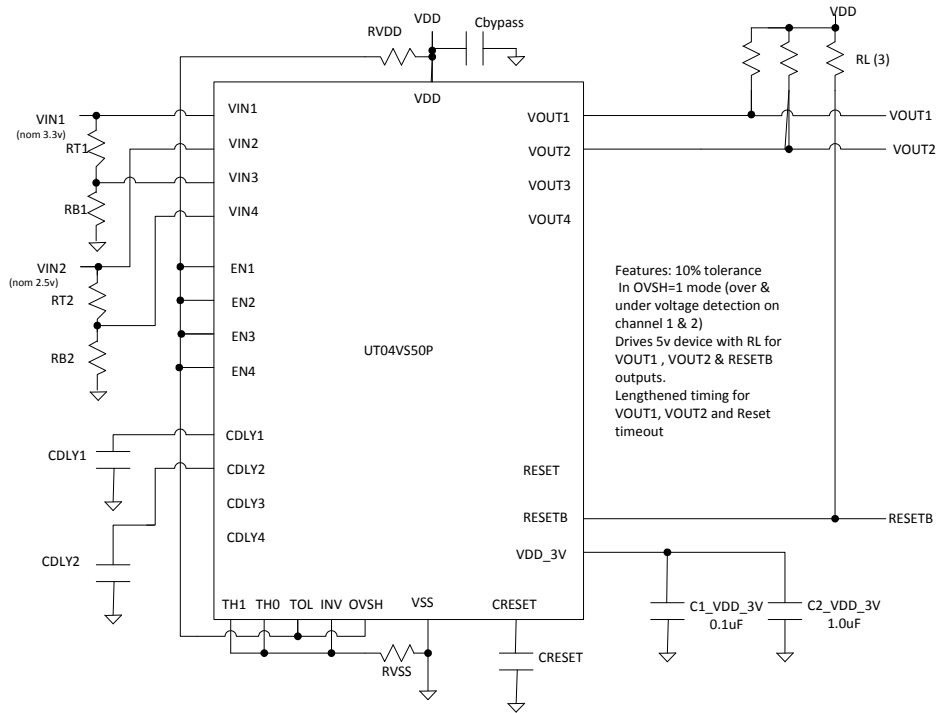 VDD
Cbypass
RVDD
VDD
RL (3)
VDD
VIN1
(nom 3.3v)
VIN1
VOUT1
VOUT1
RT1
VIN2
VOUT2
VOUT2
VIN3
VOUT3
RB1
VIN4
VOUT4
VIN2
(nom 2.5v)
EN1
RT2
EN2
EN3
RB2
EN4
UT04VS50P
Features: 10% tolerance
In OVSH=1 mode (over &
under voltage detection on
channel 1 & 2)
Drives 5v device with RL for
VOUT1 , VOUT2 & RESETB
outputs.
Lengthened timing for
VOUT1, VOUT2 and Reset
timeout
CDLY1
CDLY1
CDLY2
RESET
CDLY3
RESETB
RESETB
CDLY4
CDLY2
VDD_3V
TH1 TH0 TOL INV OVSH
VSS
CRESET
C1_VDD_3V
0.1uF
C2_VDD_3V
1.0uF
RVSS
CRESET